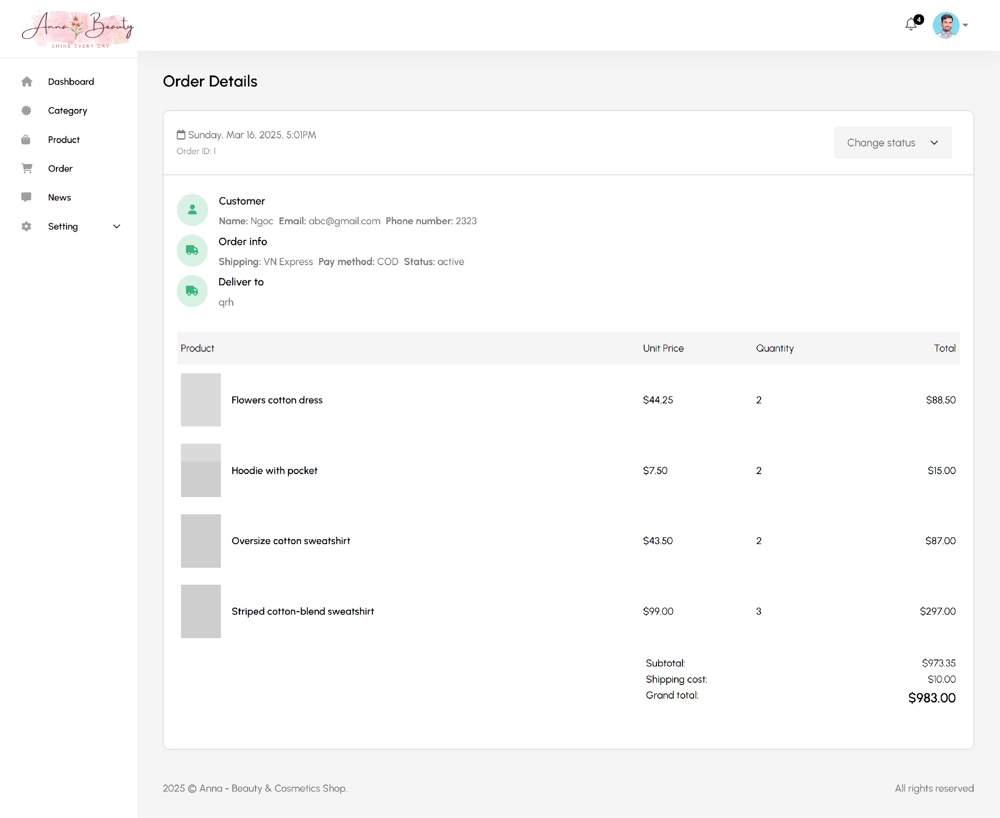 Anna Beauty
SHINE EVERY DAY
4
Dashboard
Category
Product
Order
News
Setting
Order Details
Sunday, Mar 16, 2025, 5:01PM
Order ID: 1
Change status
Customer
Name: Ngoc Email: abc@gmail.com Phone number: 2323
Order info
Shipping: VN Express Pay method: COD Status: active
Deliver to
qrh
Product Unit Price Quantity Total
Flowers cotton dress $44.25 2 $88.50
Hoodie with pocket $7.50 2 $15.00
Oversize cotton sweatshirt $43.50 2 $87.00
Striped cotton-blend sweatshirt $99.00 3 $297.00
Subtotal: $973.35
Shipping cost: $10.00
Grand total: $983.00
2025 © Anna - Beauty & Cosmetics Shop. All rights reserved